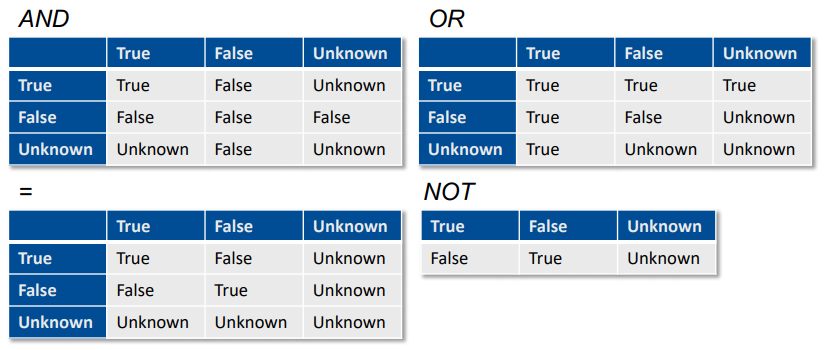 AND
True False Unknown
True True False Unknown
False False False False
Unknown Unknown False Unknown
OR
True False Unknown
True True True True
False True False Unknown
Unknown True Unknown Unknown
=
True False Unknown
True True False Unknown
False False True Unknown
Unknown Unknown Unknown Unknown
NOT
True False Unknown
False True Unknown